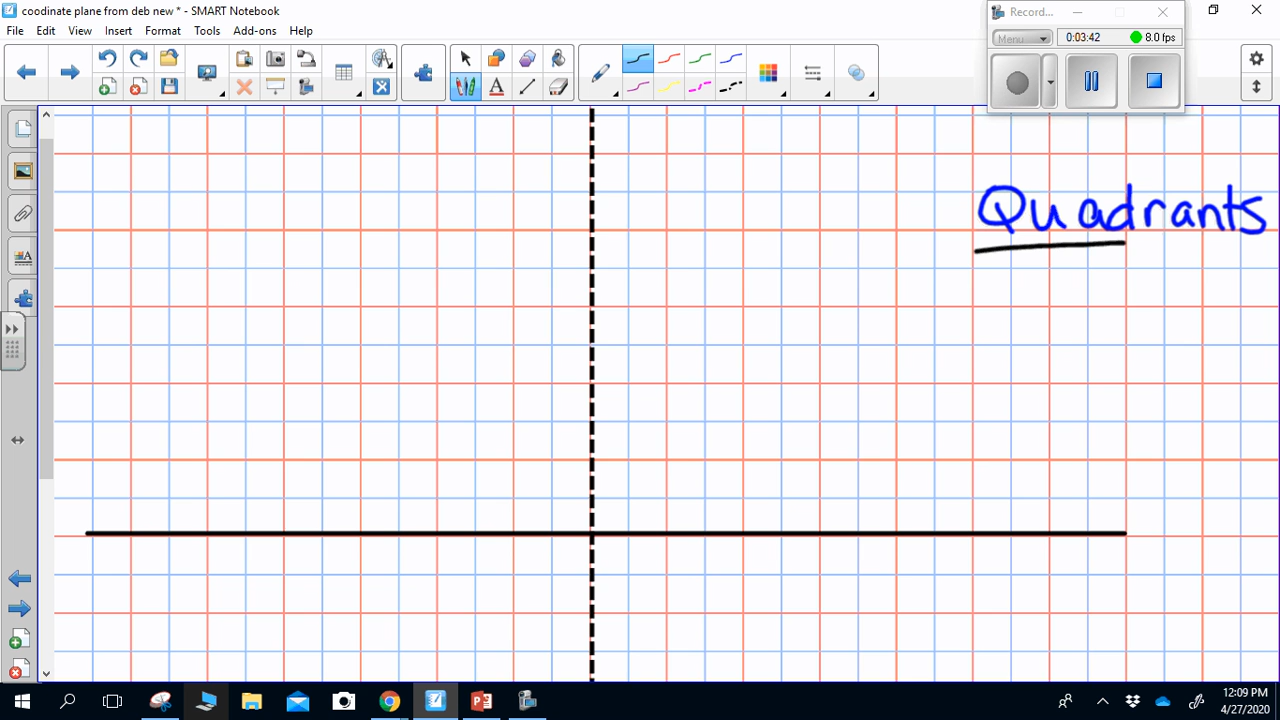 coodinate plane from deb new * - SMART Notebook
File Edit View Insert Format Tools Add-ons Help
Record...
Menu 0:03:42 8.0 fps
Quadrants
12:09 PM
4/27/2020